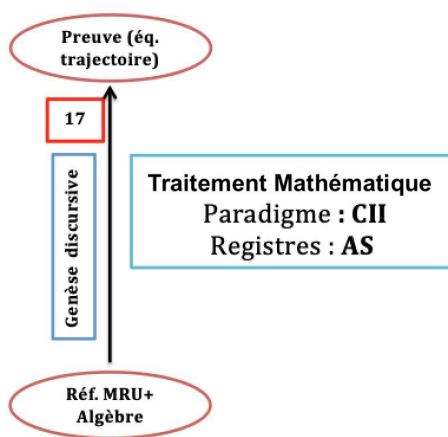 Preuve (éq.
trajectoire)
17
Genèse discursive
Traitement Mathématique
Paradigme : CII
Registres : AS
Réf. MRU+
Algèbre